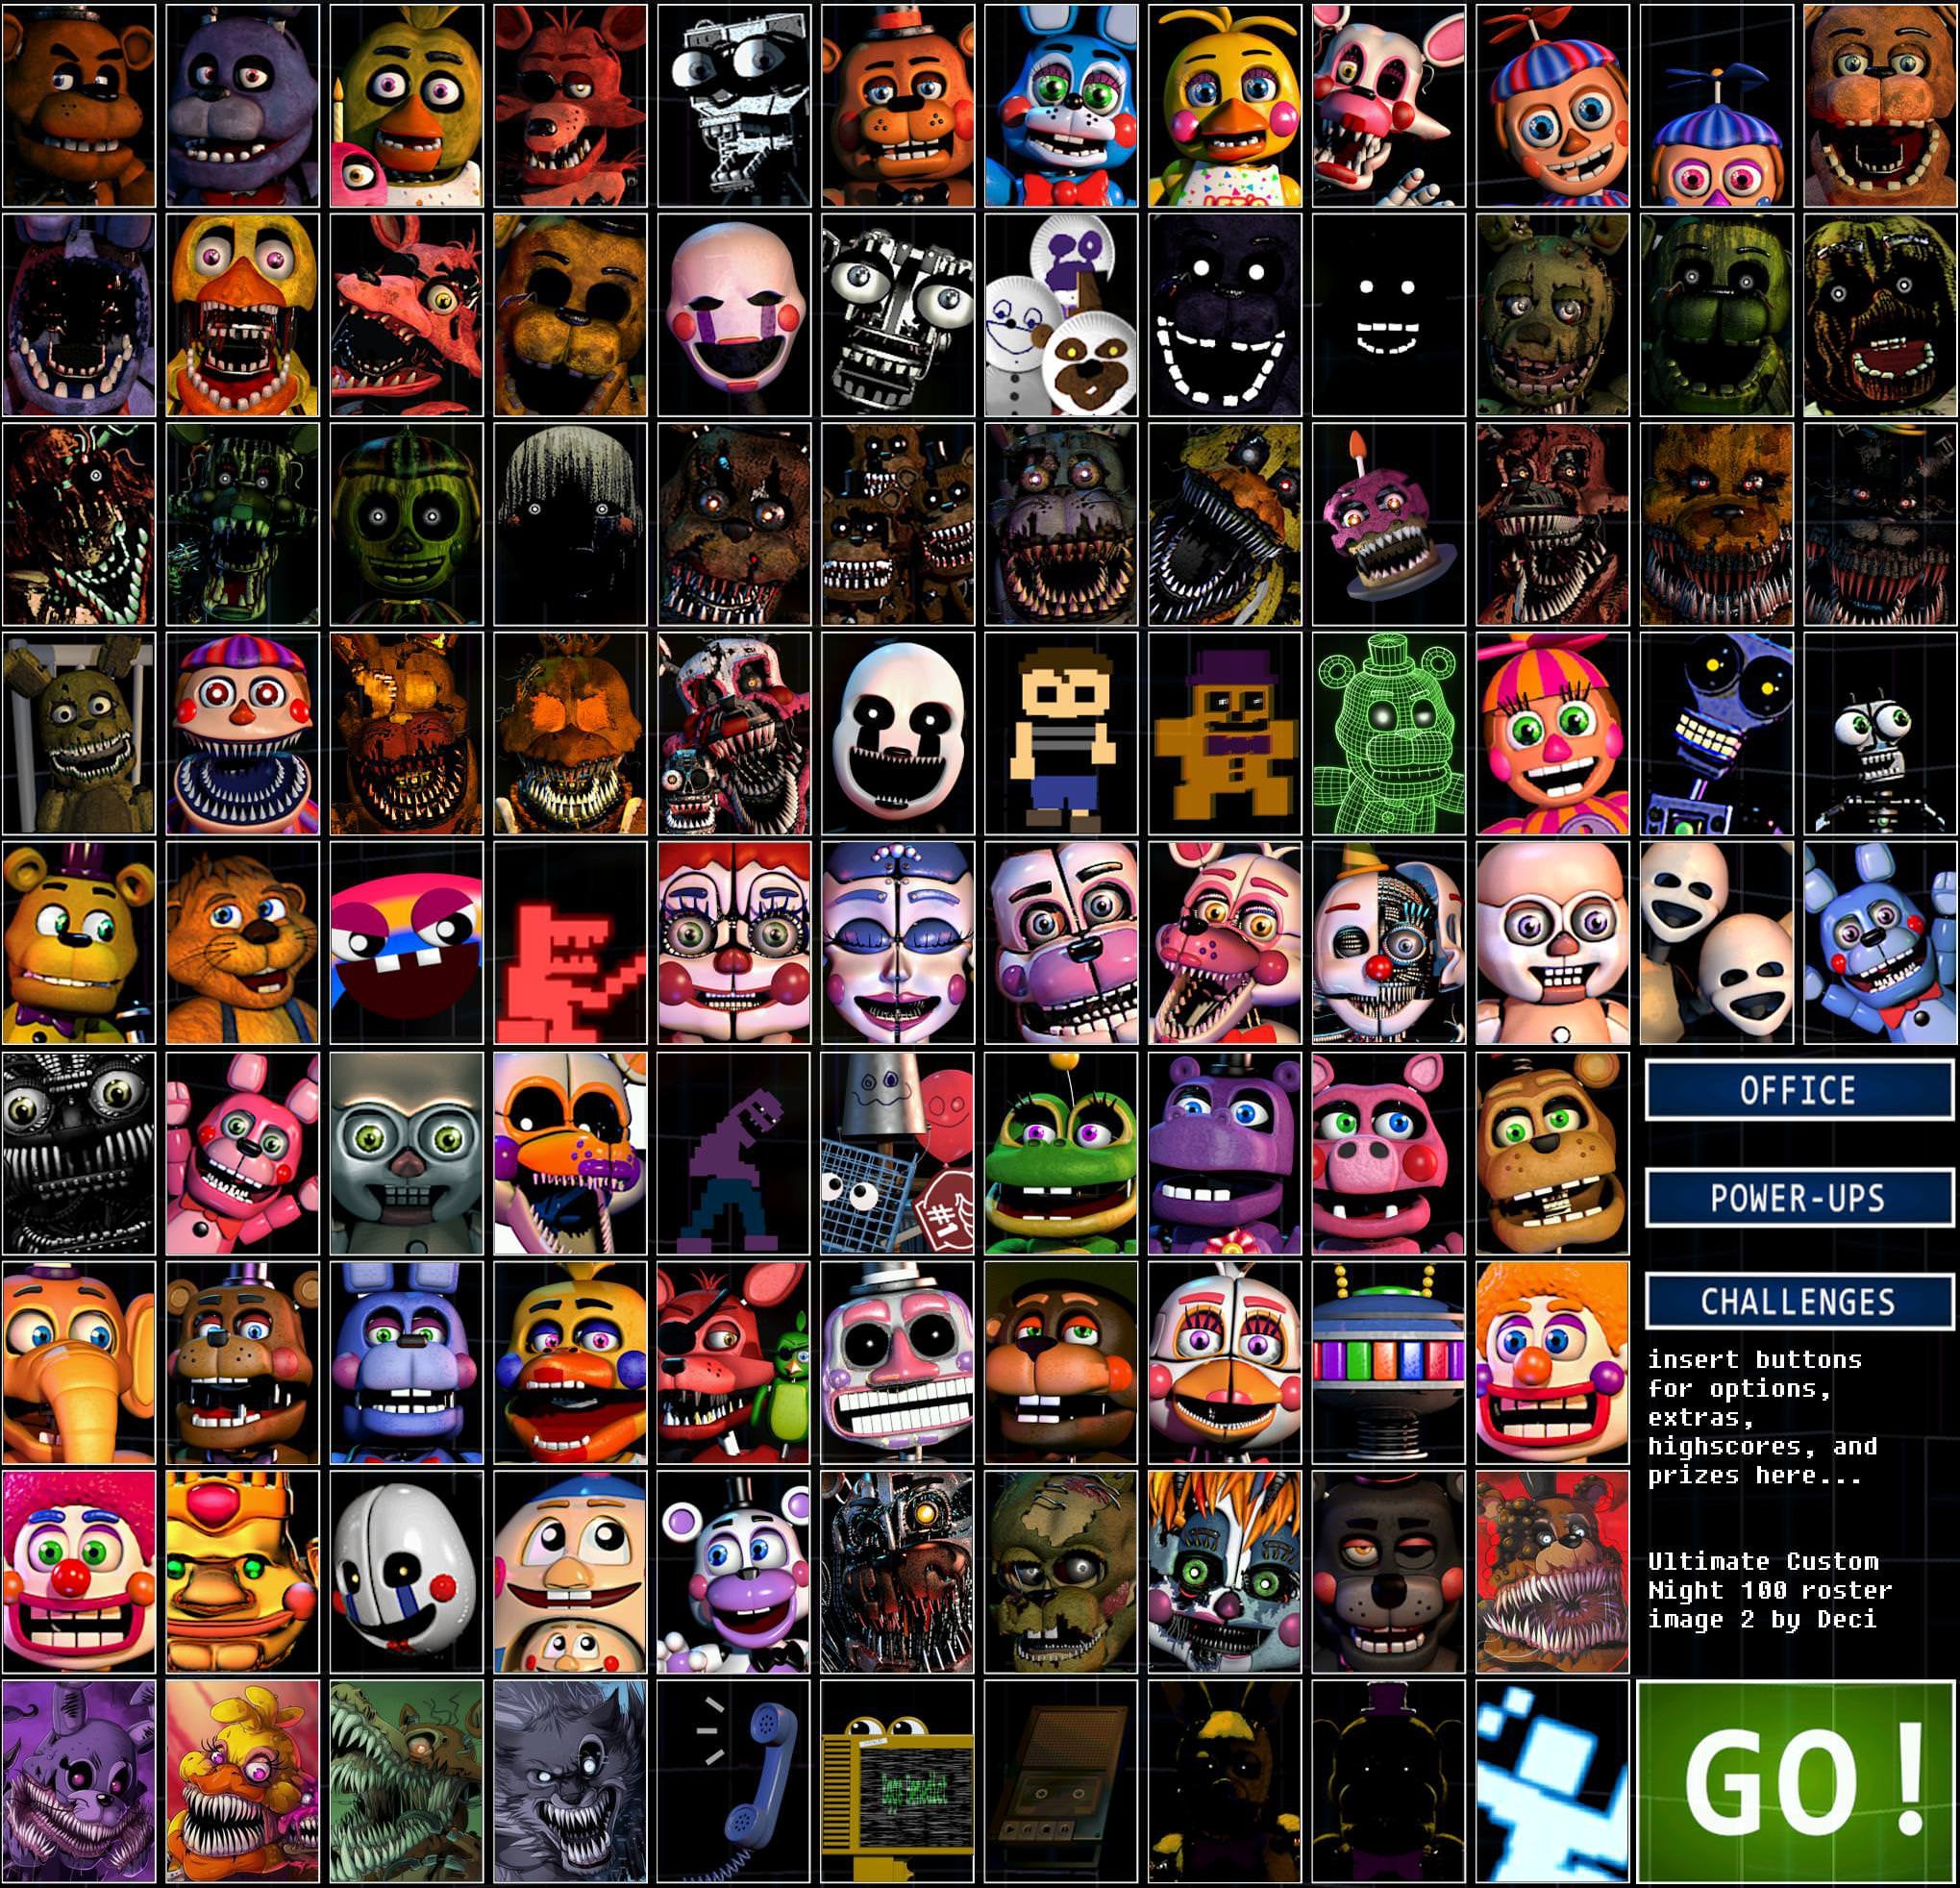 OFFICE
POWER-UPS
CHALLENGES
insert buttons
for options,
extras,
highscores, and
prizes here...
#1
Ultimate Custom
Night 100 roster
image 2 by Deci
GO!